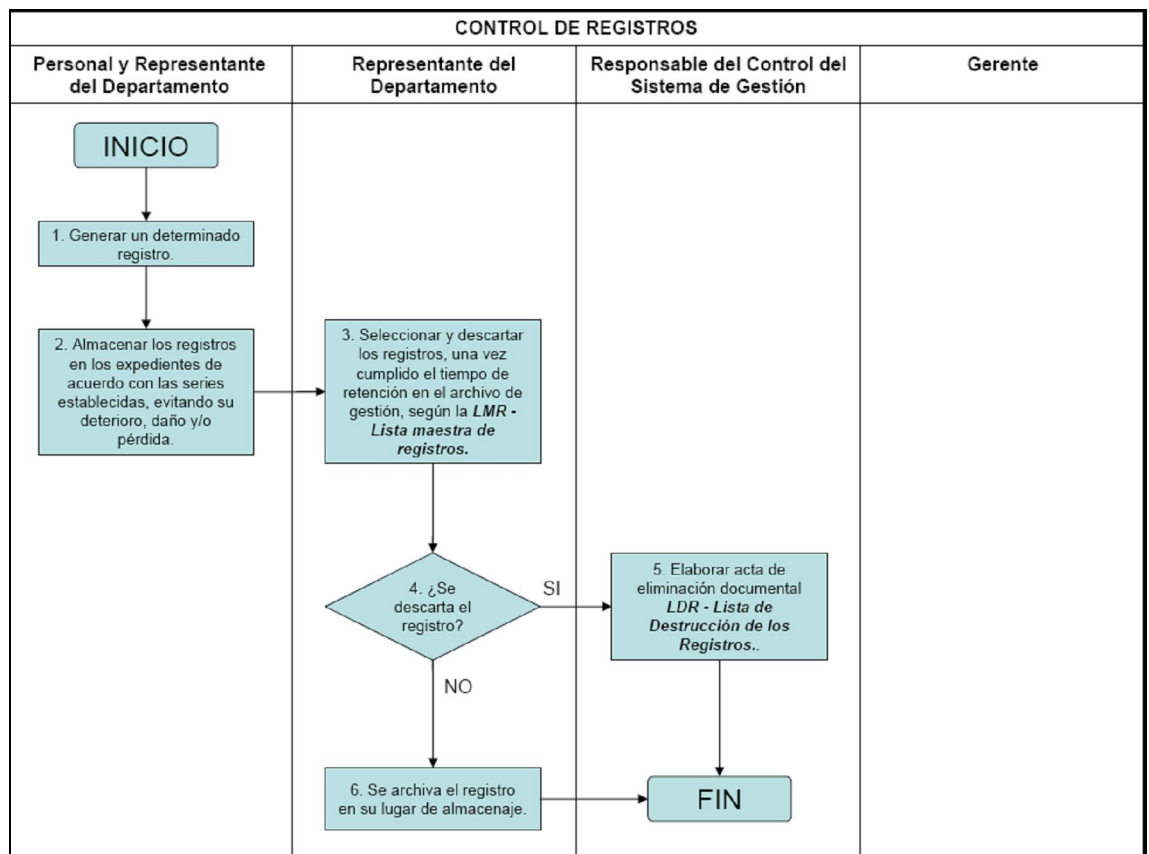 CONTROL DE REGISTROS
Personal y Representante
del Departamento
Representante del
Departamento
Responsable del Control del
Sistema de Gestión
Gerente
INICIO
1. Generar un determinado
registro.
2. Almacenar los registros
en los expedientes de
acuerdo con las series
establecidas, evitando su
deterioro, daño y/o
pérdida.
3. Seleccionar y descartar
los registros, una vez
cumplido el tiempo de
retención en el archivo de
gestión, según la LMR -
Lista maestra de
registros.
4. ¿Se
descarta el
registro?
SI
5. Elaborar acta de
eliminación documental
LDR - Lista de
Destrucción de los
Registros..
NO
6. Se archiva el registro
en su lugar de almacenaje.
FIN